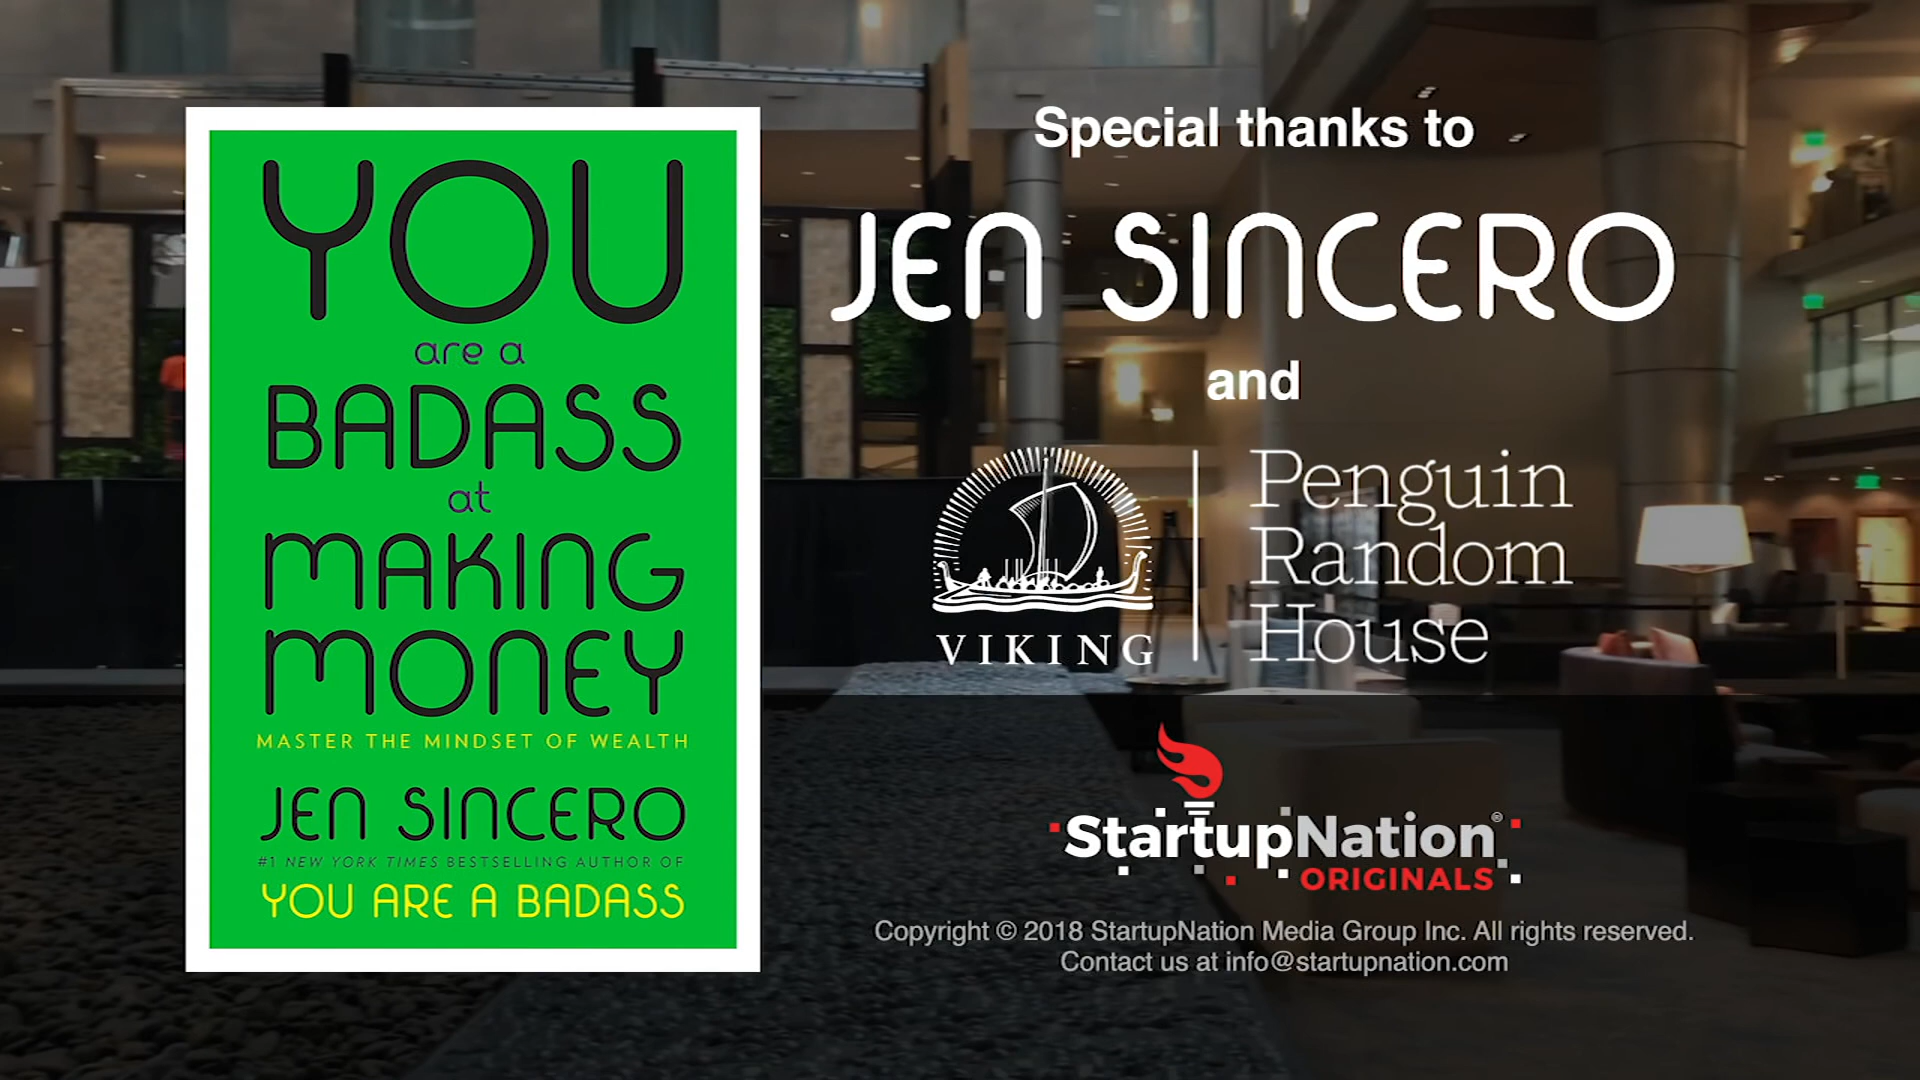 YOU
are a
BADASS
at
MAKING
MONEY
MASTER THE MINDSET OF WEALTH
JEN SINCERO
#1 NEW YORK TIMES BESTSELLING AUTHOR OF
YOU ARE A BADASS
Special thanks to
JEN SINCERO
and
VIKING
Penguin
Random
House
StartupNation®
ORIGINALS
Copyright © 2018 StartupNation Media Group Inc. All rights reserved.
Contact us at info@startupnation.com